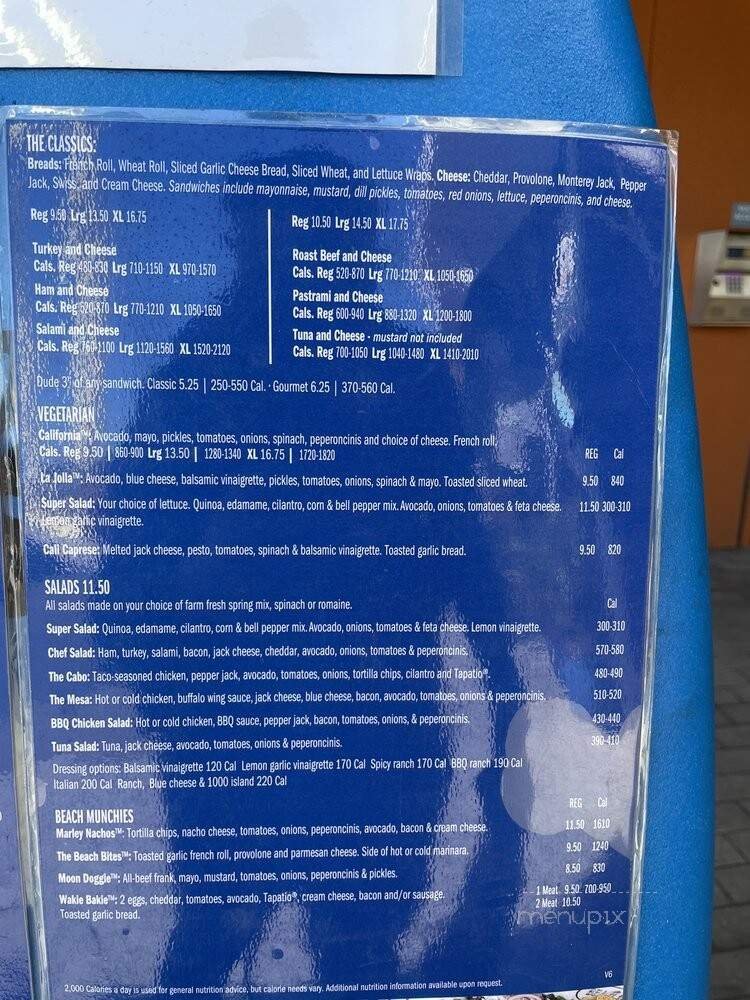 THE CLASSICS:
Breads: French Roll, Wheat Roll, Sliced Garlic Cheese Bread, Sliced Wheat, and Lettuce Wraps. Cheese: Cheddar, Provolone, Monterey Jack, Pepper
Jack, Swiss, and Cream Cheese. Sandwiches include mayonnaise, mustard, dill pickles, tomatoes, red onions, lettuce, peperoncinis, and cheese.
Reg 9.50 Lrg 13.50 XL 16.75
Turkey and Cheese
Cals. Reg 480-830 Lrg 710-1150 XL 970-1570
Ham and Cheese
Cals. Reg 520-870 Lrg 770-1210 XL 1050-1650
Salami and Cheese
Cals. Reg 760-1100 Lrg 1120-1560 XL 1520-2120
Reg 10.50 Lrg 14.50 XL 17.75
Roast Beef and Cheese
Cals. Reg 520-870 Lrg 770-1210 XL 1050-1650
Pastrami and Cheese
Cals. Reg 600-940 Lrg 880-1320 XL 1200-1800
Tuna and Cheese - mustard not included
Cals. Reg 700-1050 Lrg 1040-1480 XL 1410-2010
Dude 3" of any sandwich. Classic 5.25 | 250-550 Cal. · Gourmet 6.25 | 370-560 Cal.
VEGETARIAN
California™: Avocado, mayo, pickles, tomatoes, onions, spinach, peperoncinis and choice of cheese. French roll.
Cals. Reg 9.50 | 860-900 Lrg 13.50 | 1280-1340 XL 16.75 | 1720-1820 REG Cal
La Jolla™: Avocado, blue cheese, balsamic vinaigrette, pickles, tomatoes, onions, spinach & mayo. Toasted sliced wheat. 9.50 840
Super Salad: Your choice of lettuce. Quinoa, edamame, cilantro, corn & bell pepper mix. Avocado, onions, tomatoes & feta cheese. 11.50 300-310
Lemon garlic vinaigrette.
Cali Caprese: Melted jack cheese, pesto, tomatoes, spinach & balsamic vinaigrette. Toasted garlic bread. 9.50 820
SALADS 11.50
All salads made on your choice of farm fresh spring mix, spinach or romaine. Cal
Super Salad: Quinoa, edamame, cilantro, corn & bell pepper mix. Avocado, onions, tomatoes & feta cheese. Lemon vinaigrette. 300-310
Chef Salad: Ham, turkey, salami, bacon, jack cheese, cheddar, avocado, onions, tomatoes & peperoncinis. 570-580
The Cabo: Taco-seasoned chicken, pepper jack, avocado, tomatoes, onions, tortilla chips, cilantro and Tapatio®. 480-490
The Mesa: Hot or cold chicken, buffalo wing sauce, jack cheese, blue cheese, bacon, avocado, tomatoes, onions & peperoncinis. 510-520
BBQ Chicken Salad: Hot or cold chicken, BBQ sauce, pepper jack, bacon, tomatoes, onions, & peperoncinis. 430-440
Tuna Salad: Tuna, jack cheese, avocado, tomatoes, onions & peperoncinis. 390-410
Dressing options: Balsamic vinaigrette 120 Cal Lemon garlic vinaigrette 170 Cal Spicy ranch 170 Cal BBQ ranch 190 Cal
Italian 200 Cal Ranch, Blue cheese & 1000 island 220 Cal
BEACH MUNCHIES REG Cal
Marley Nachos™: Tortilla chips, nacho cheese, tomatoes, onions, peperoncinis, avocado, bacon & cream cheese. 11.50 1610
The Beach Bites™: Toasted garlic french roll, provolone and parmesan cheese. Side of hot or cold marinara. 9.50 1240
Moon Doggie™: All-beef frank, mayo, mustard, tomatoes, onions, peperoncinis & pickles. 8.50 830
Wakie Bakie™: 2 eggs, cheddar, tomatoes, avocado, Tapatio®, cream cheese, bacon and/or sausage. 1 Meat 9.50 700-950
Toasted garlic bread. 2 Meat 10.50
menupix
V6
2,000 Calories a day is used for general nutrition advice, but calorie needs vary. Additional nutrition information available upon request.